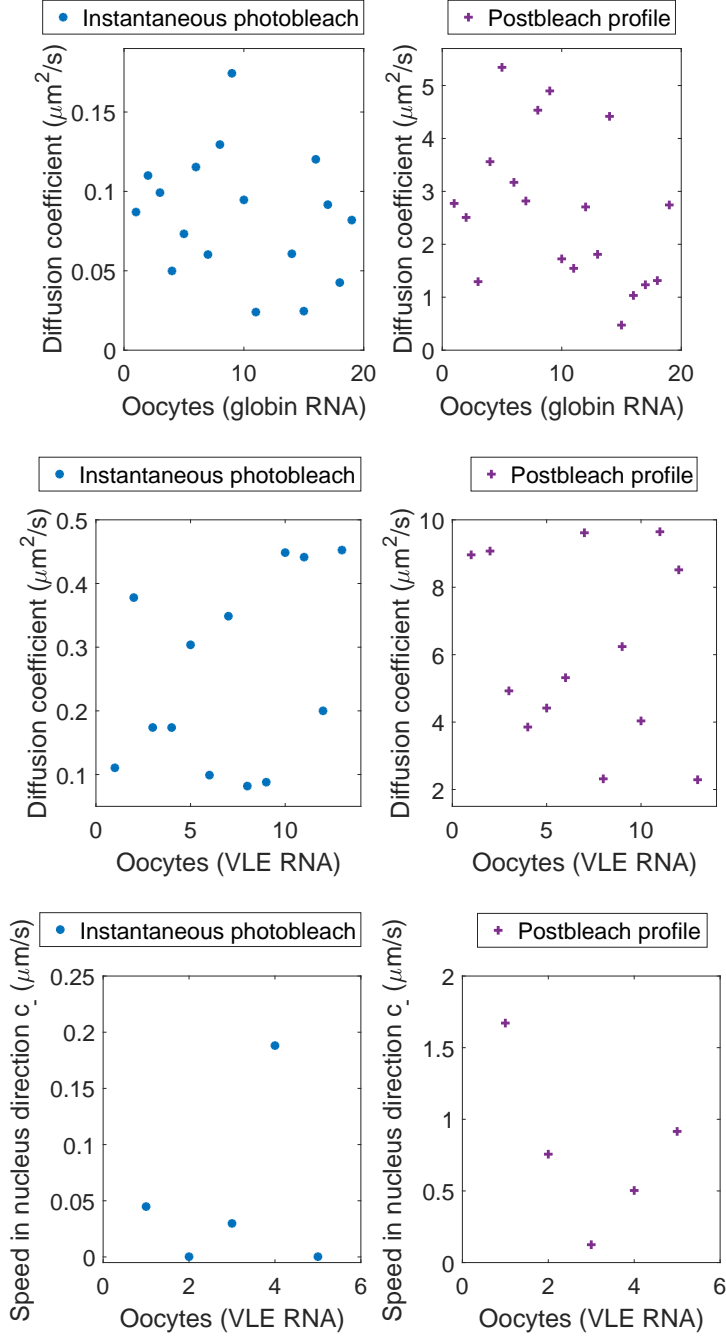 Instantaneous photobleach
Diffusion coefficient (μm²/s)
0.15
0.1
0.05
0
0 10 20
Oocytes (globin RNA)
Postbleach profile
Diffusion coefficient (μm²/s)
5
4
3
2
1
0
0 10 20
Oocytes (globin RNA)
Instantaneous photobleach
Diffusion coefficient (μm²/s)
0.5
0.4
0.3
0.2
0.1
0 5 10
Oocytes (VLE RNA)
Postbleach profile
Diffusion coefficient (μm²/s)
10
8
6
4
2
0 5 10
Oocytes (VLE RNA)
Instantaneous photobleach
Speed in nucleus direction c_ (μm/s)
0.25
0.2
0.15
0.1
0.05
0
0 2 4 6
Oocytes (VLE RNA)
Postbleach profile
Speed in nucleus direction c_ (μm/s)
2
1.5
1
0.5
0
0 2 4 6
Oocytes (VLE RNA)